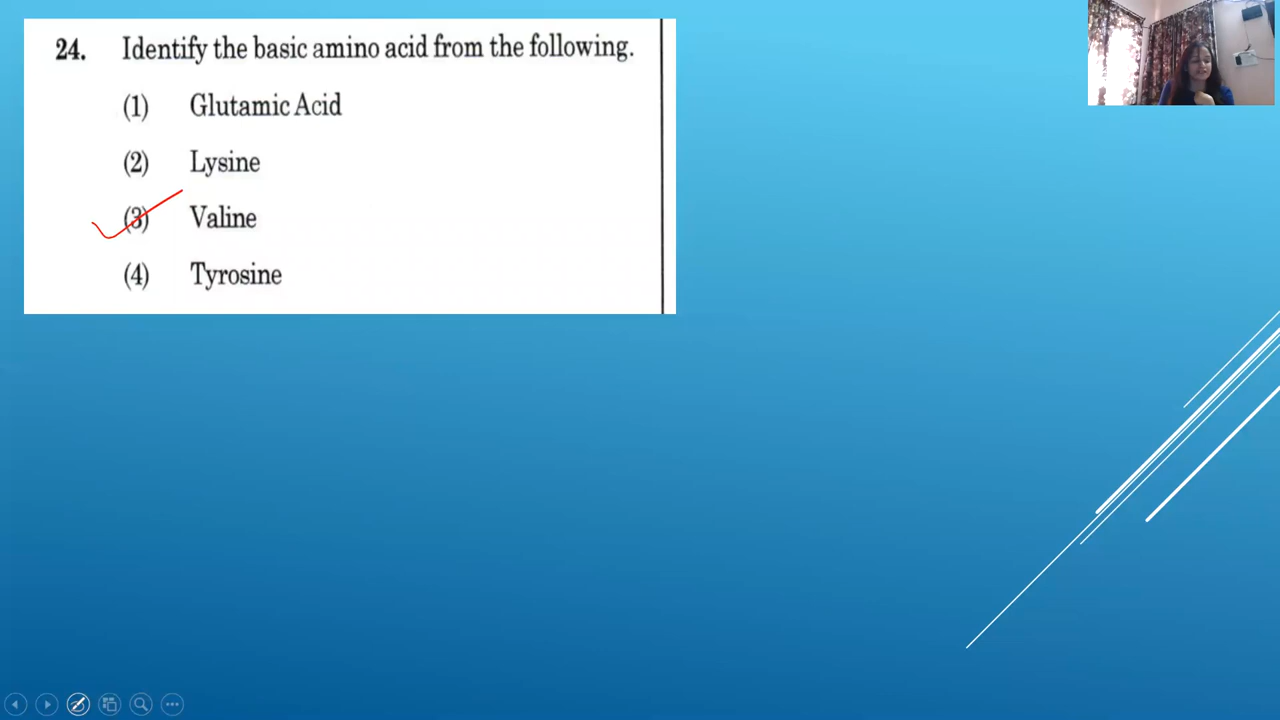 24. Identify the basic amino acid from the following.
(1) Glutamic Acid
(2) Lysine
(3) Valine
(4) Tyrosine